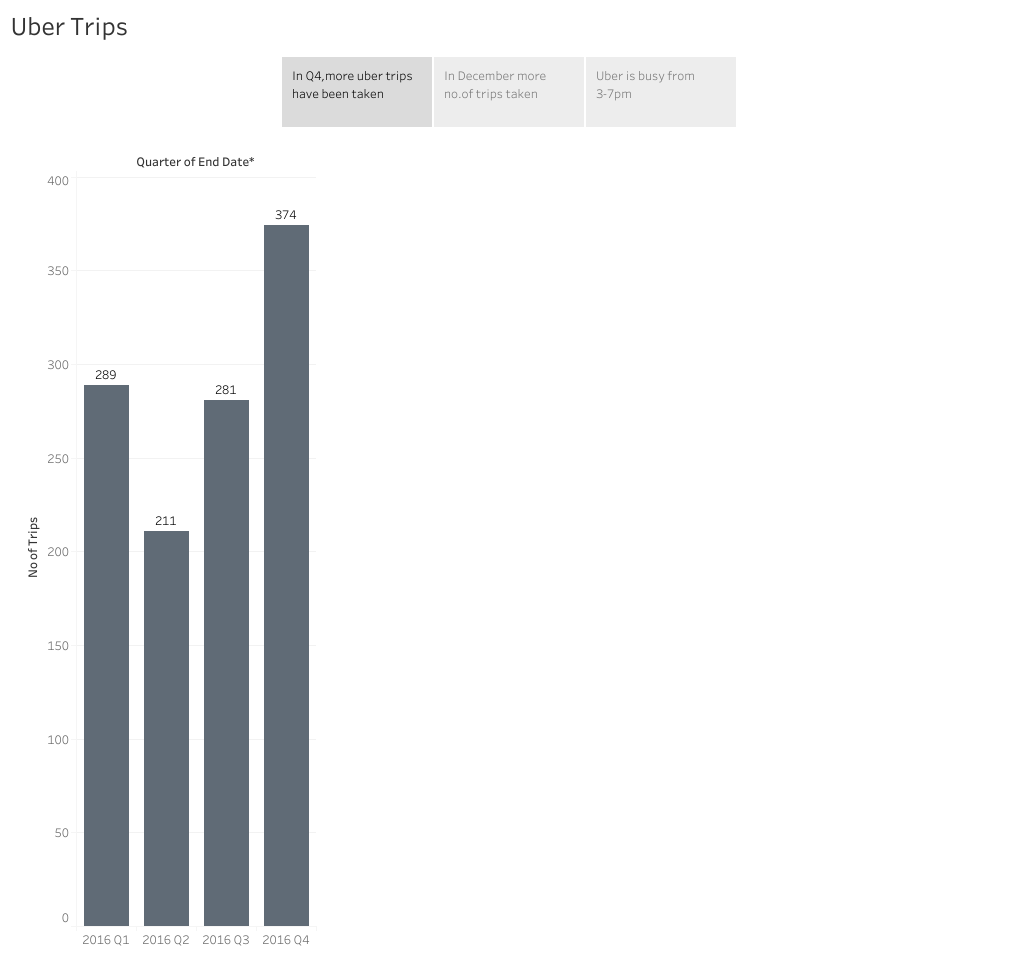 Uber Trips
In Q4,more uber trips
have been taken
In December more
no.of trips taken
Uber is busy from
3-7pm
Quarter of End Date*
400
350
300
250
200
150
100
50
0
No of Trips
289
211
281
374
2016 Q1
2016 Q2
2016 Q3
2016 Q4